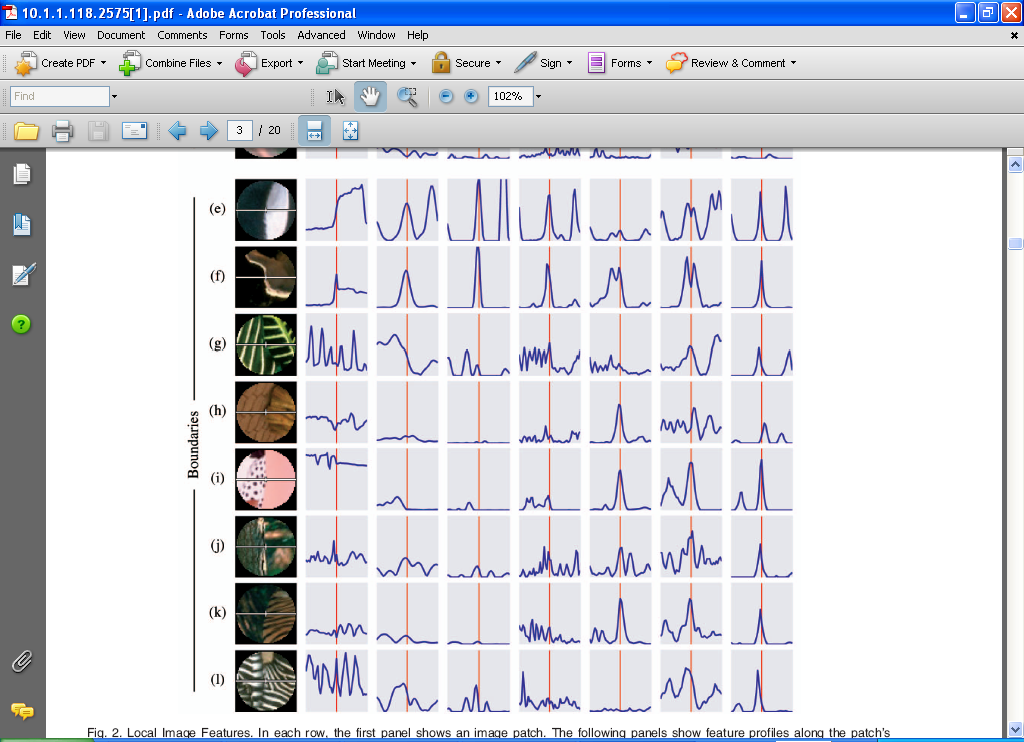 10.1.1.118.2575[1].pdf - Adobe Acrobat Professional
File Edit View Document Comments Forms Tools Advanced Window Help
Create PDF Combine Files Export Start Meeting Secure Sign Forms Review & Comment
Find 102%
3 / 20
(e)
(f)
(g)
(h)
Boundaries
(i)
(j)
(k)
(l)
Fig. 2. Local Image Features. In each row, the first panel shows an image patch. The following panels show feature profiles along the patch's